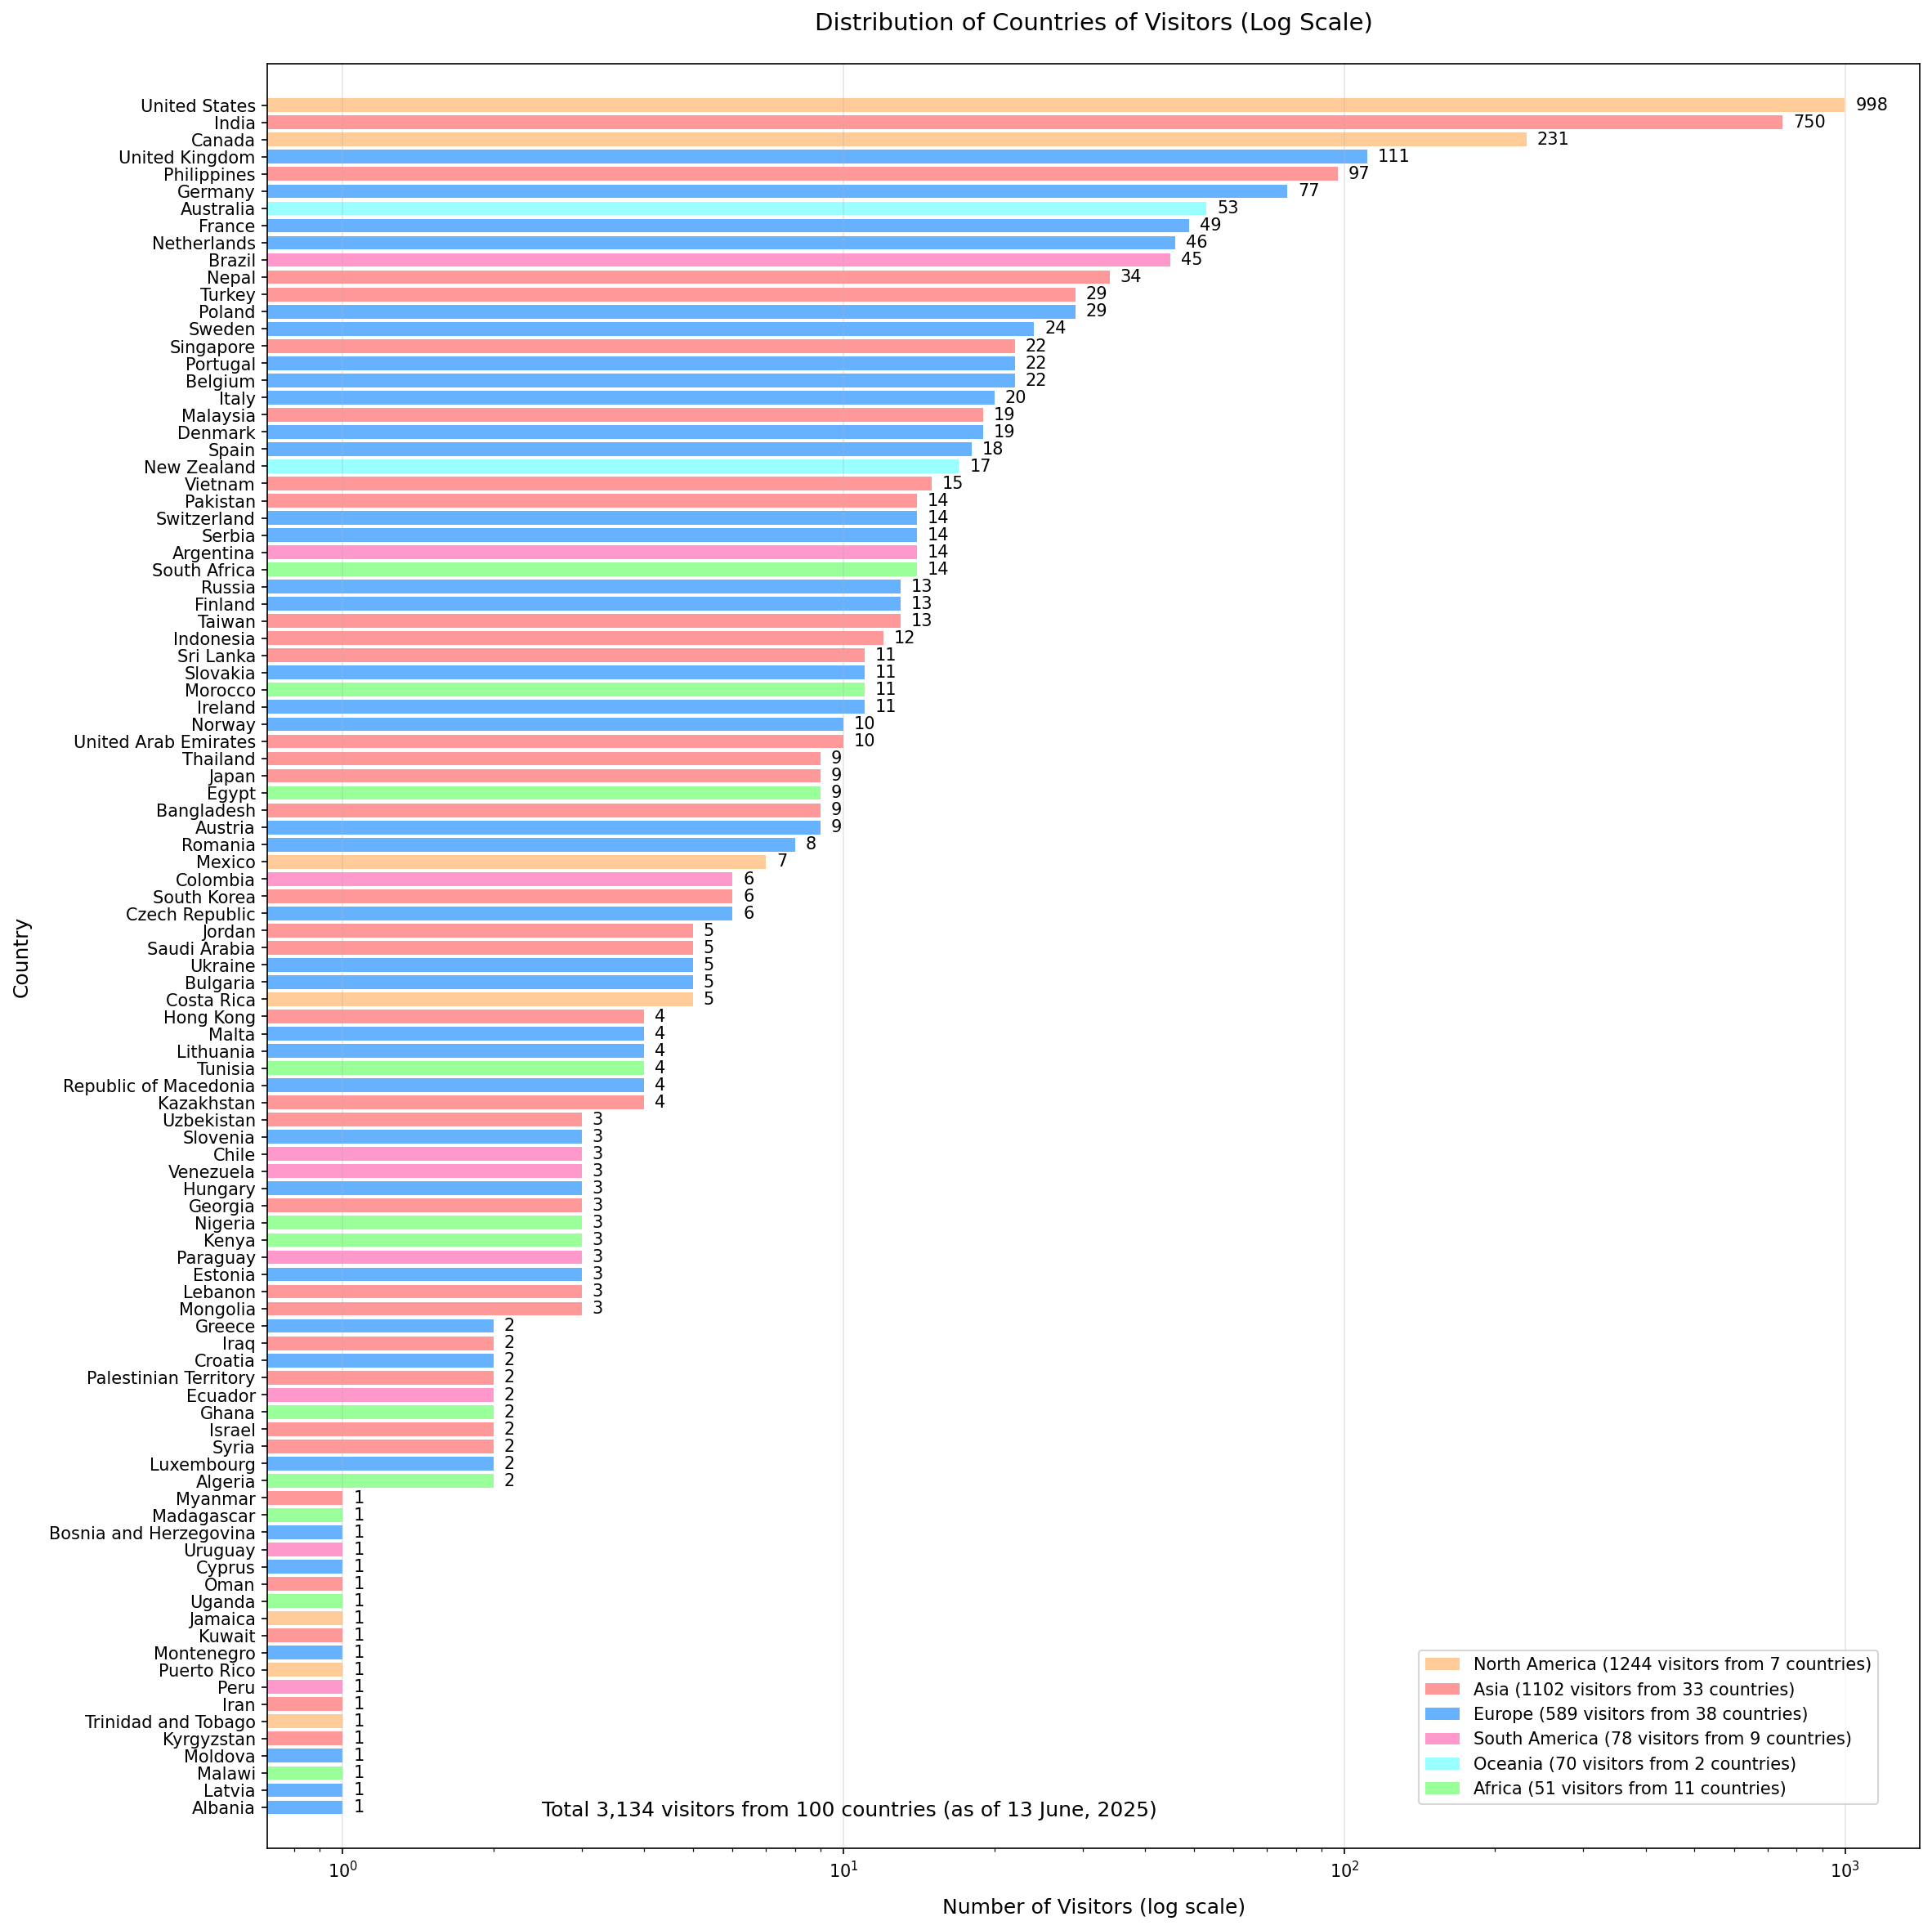 Distribution of Countries of Visitors (Log Scale)
Country
United States 998
India 750
Canada 231
United Kingdom 111
Philippines 97
Germany 77
Australia 53
France 49
Netherlands 46
Brazil 45
Nepal 34
Turkey 29
Poland 29
Sweden 24
Singapore 22
Portugal 22
Belgium 22
Italy 20
Malaysia 19
Denmark 19
Spain 18
New Zealand 17
Vietnam 15
Pakistan 14
Switzerland 14
Serbia 14
Argentina 14
South Africa 14
Russia 13
Finland 13
Taiwan 13
Indonesia 12
Sri Lanka 11
Slovakia 11
Morocco 11
Ireland 11
Norway 10
United Arab Emirates 10
Thailand 9
Japan 9
Egypt 9
Bangladesh 9
Austria 9
Romania 8
Mexico 7
Colombia 6
South Korea 6
Czech Republic 6
Jordan 5
Saudi Arabia 5
Ukraine 5
Bulgaria 5
Costa Rica 5
Hong Kong 4
Malta 4
Lithuania 4
Tunisia 4
Republic of Macedonia 4
Kazakhstan 4
Uzbekistan 3
Slovenia 3
Chile 3
Venezuela 3
Hungary 3
Georgia 3
Nigeria 3
Kenya 3
Paraguay 3
Estonia 3
Lebanon 3
Mongolia 3
Greece 2
Iraq 2
Croatia 2
Palestinian Territory 2
Ecuador 2
Ghana 2
Israel 2
Syria 2
Luxembourg 2
Algeria 2
Myanmar 1
Madagascar 1
Bosnia and Herzegovina 1
Uruguay 1
Cyprus 1
Oman 1
Uganda 1
Jamaica 1
Kuwait 1
Montenegro 1
Puerto Rico 1
Peru 1
Iran 1
Trinidad and Tobago 1
Kyrgyzstan 1
Moldova 1
Malawi 1
Latvia 1
Albania 1
North America (1244 visitors from 7 countries)
Asia (1102 visitors from 33 countries)
Europe (589 visitors from 38 countries)
South America (78 visitors from 9 countries)
Oceania (70 visitors from 2 countries)
Africa (51 visitors from 11 countries)
Total 3,134 visitors from 100 countries (as of 13 June, 2025)
10⁰ 10¹ 10² 10³
Number of Visitors (log scale)